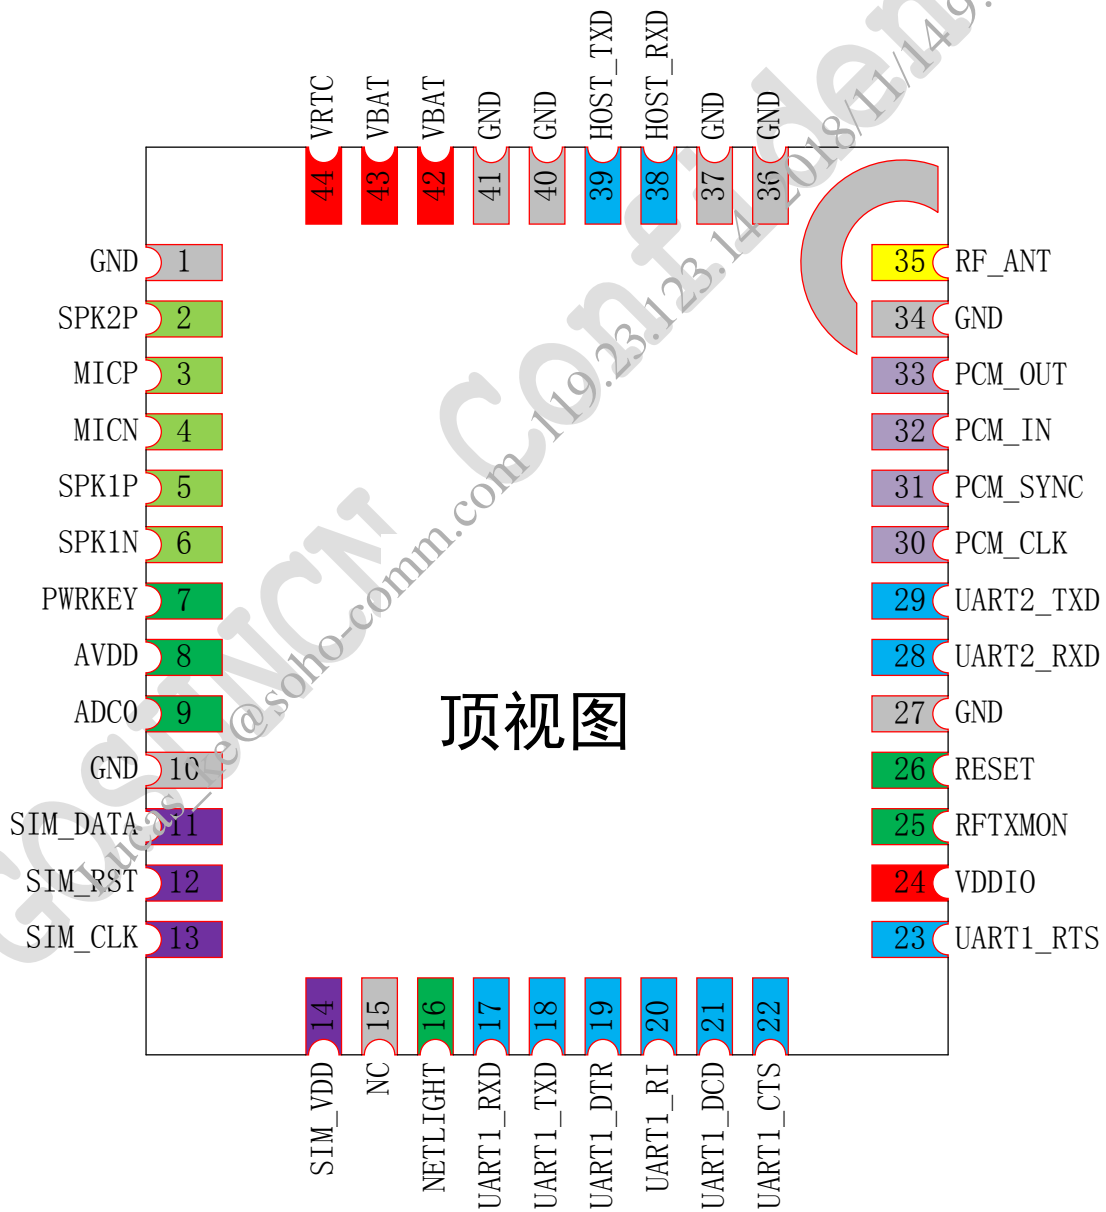 VRTC
VBAT
VBAT
GND
GND
HOST_TXD
HOST_RXD
GND
GND
44
43
42
41
40
39
38
37
36
GND 1
SPK2P 2
MICP 3
MICN 4
SPK1P 5
SPK1N 6
PWRKEY 7
AVDD 8
ADC0 9
GND 10
SIM_DATA 11
SIM_RST 12
SIM_CLK 13
35 RF_ANT
34 GND
33 PCM_OUT
32 PCM_IN
31 PCM_SYNC
30 PCM_CLK
29 UART2_TXD
28 UART2_RXD
27 GND
26 RESET
25 RFTXMON
24 VDDIO
23 UART1_RTS
顶视图
14
15
16
17
18
19
20
21
22
SIM_VDD
NC
NETLIGHT
UART1_RXD
UART1_TXD
UART1_DTR
UART1_RI
UART1_DCD
UART1_CTS
GOSUNCN Confiden
Lucas_ke@soho-comm.com 119.23.123.14 2018/11/14 9.